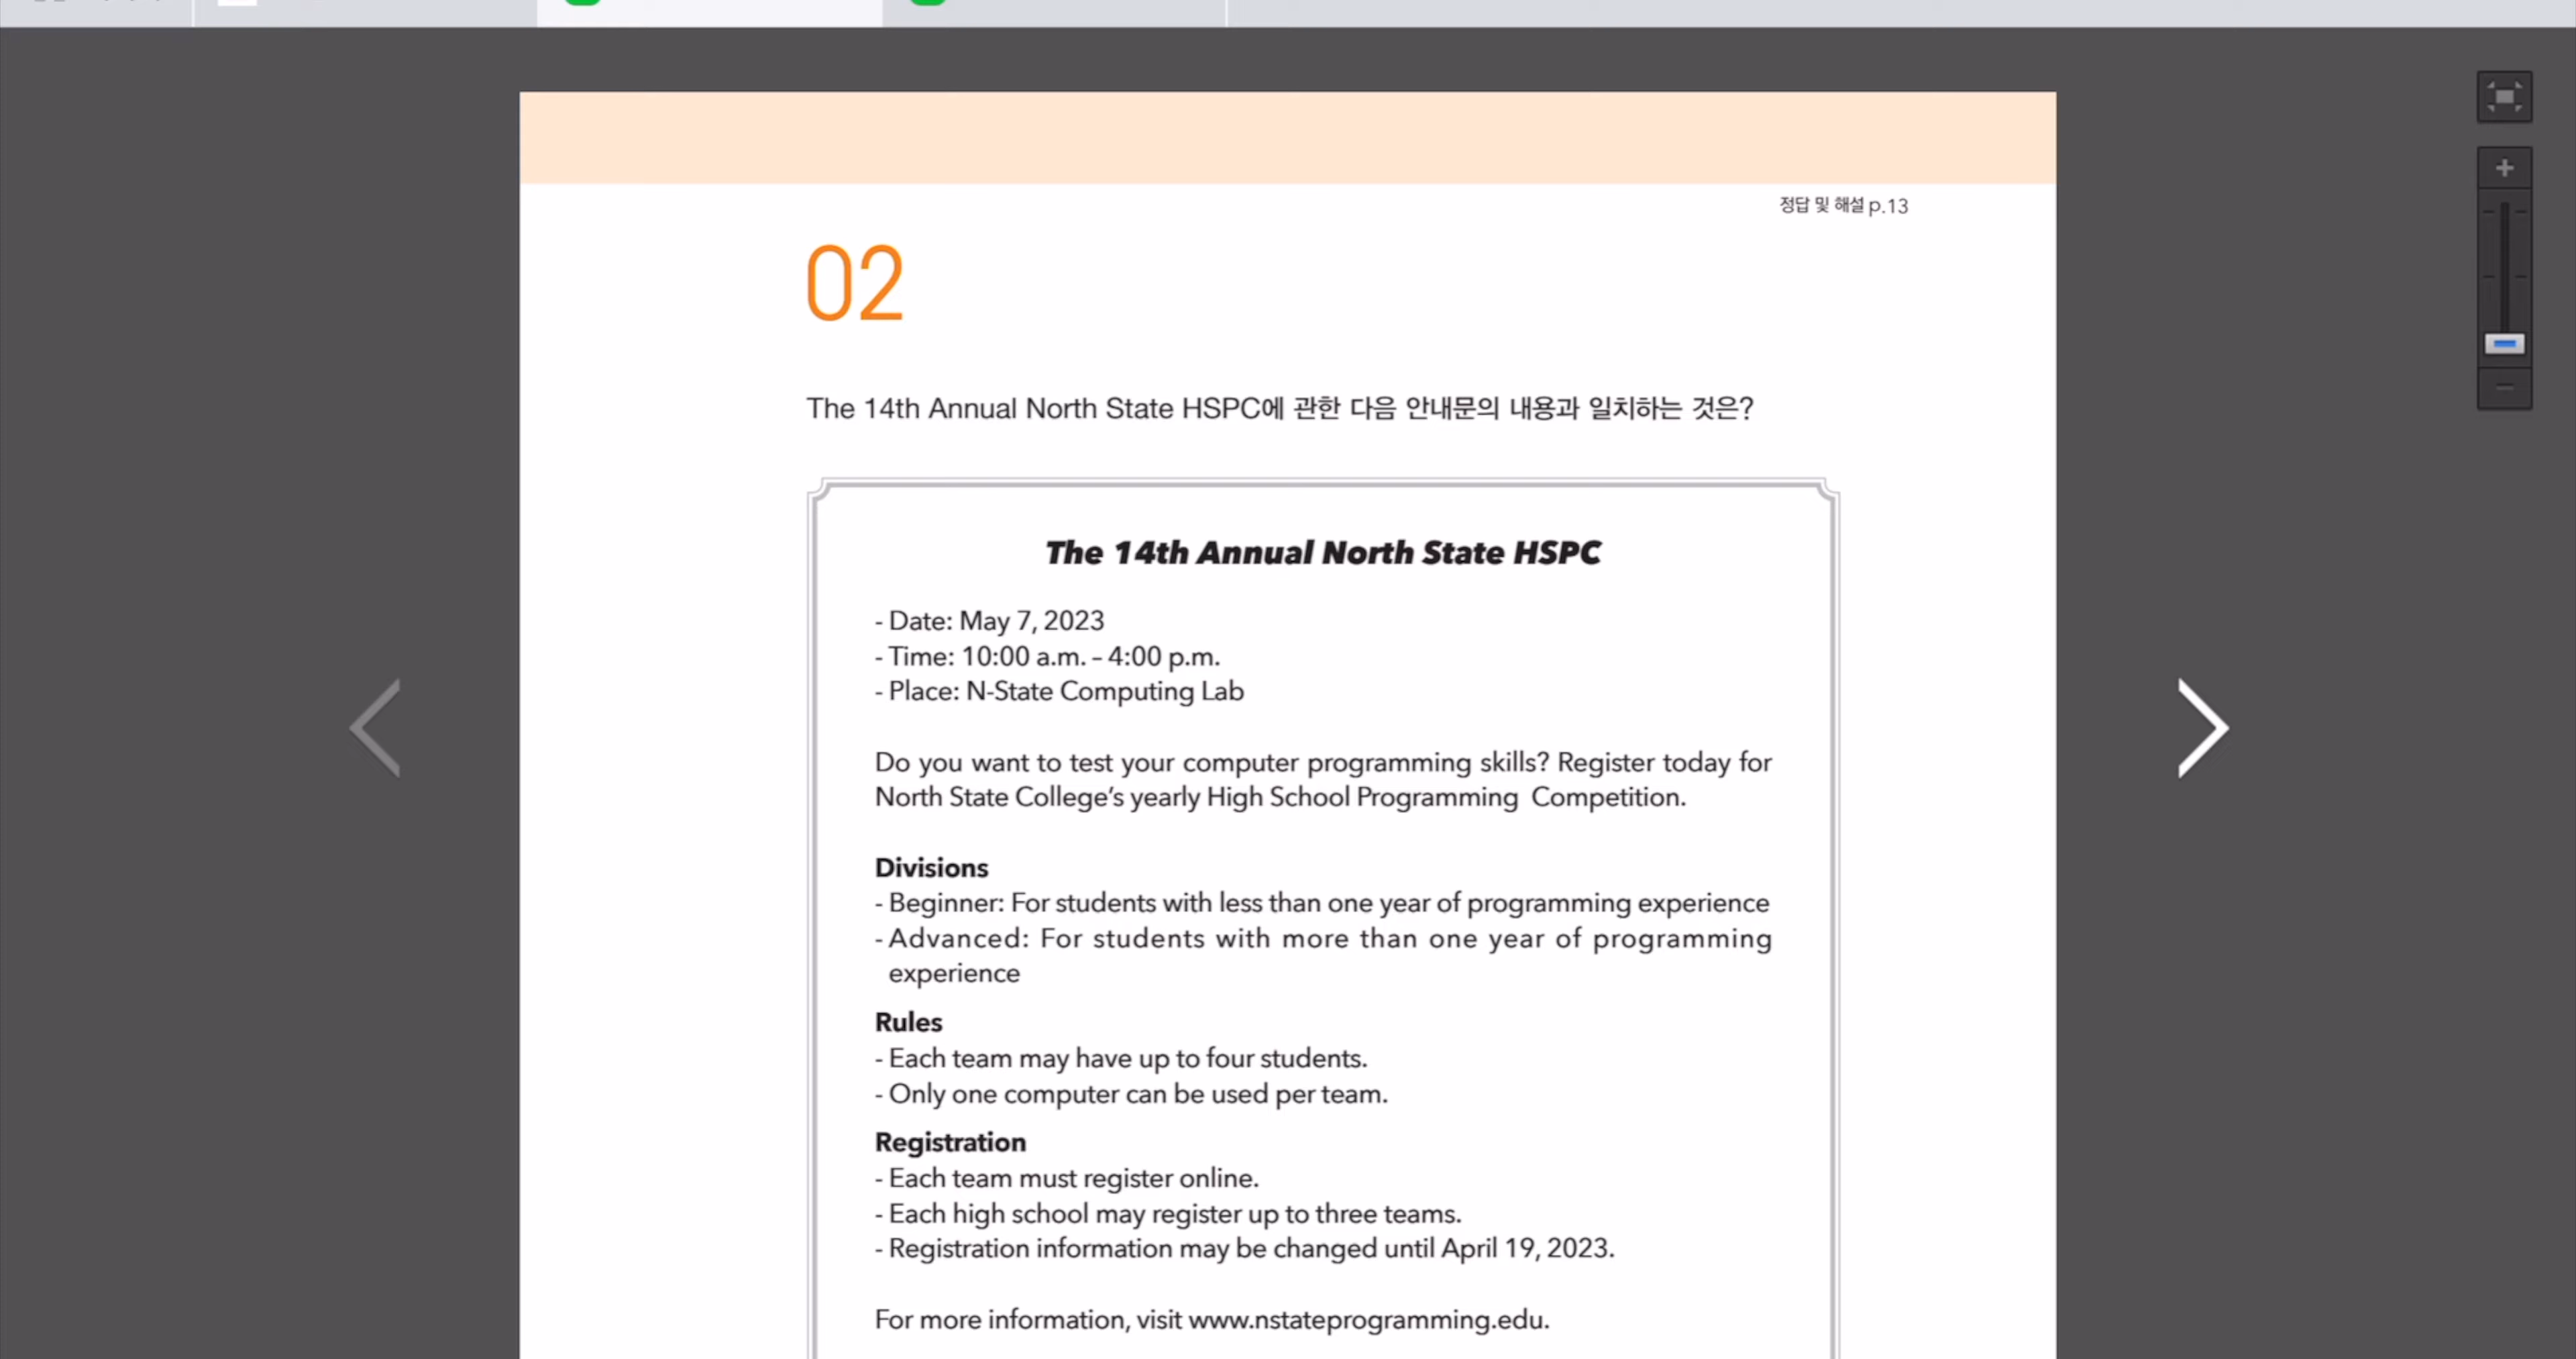 정답 및 해설 p.13
02
The 14th Annual North State HSPC에 관한 다음 안내문의 내용과 일치하는 것은?
The 14th Annual North State HSPC
- Date: May 7, 2023
- Time: 10:00 a.m. – 4:00 p.m.
- Place: N-State Computing Lab
Do you want to test your computer programming skills? Register today for
North State College’s yearly High School Programming Competition.
Divisions
- Beginner: For students with less than one year of programming experience
- Advanced: For students with more than one year of programming
experience
Rules
- Each team may have up to four students.
- Only one computer can be used per team.
Registration
- Each team must register online.
- Each high school may register up to three teams.
- Registration information may be changed until April 19, 2023.
For more information, visit www.nstateprogramming.edu.